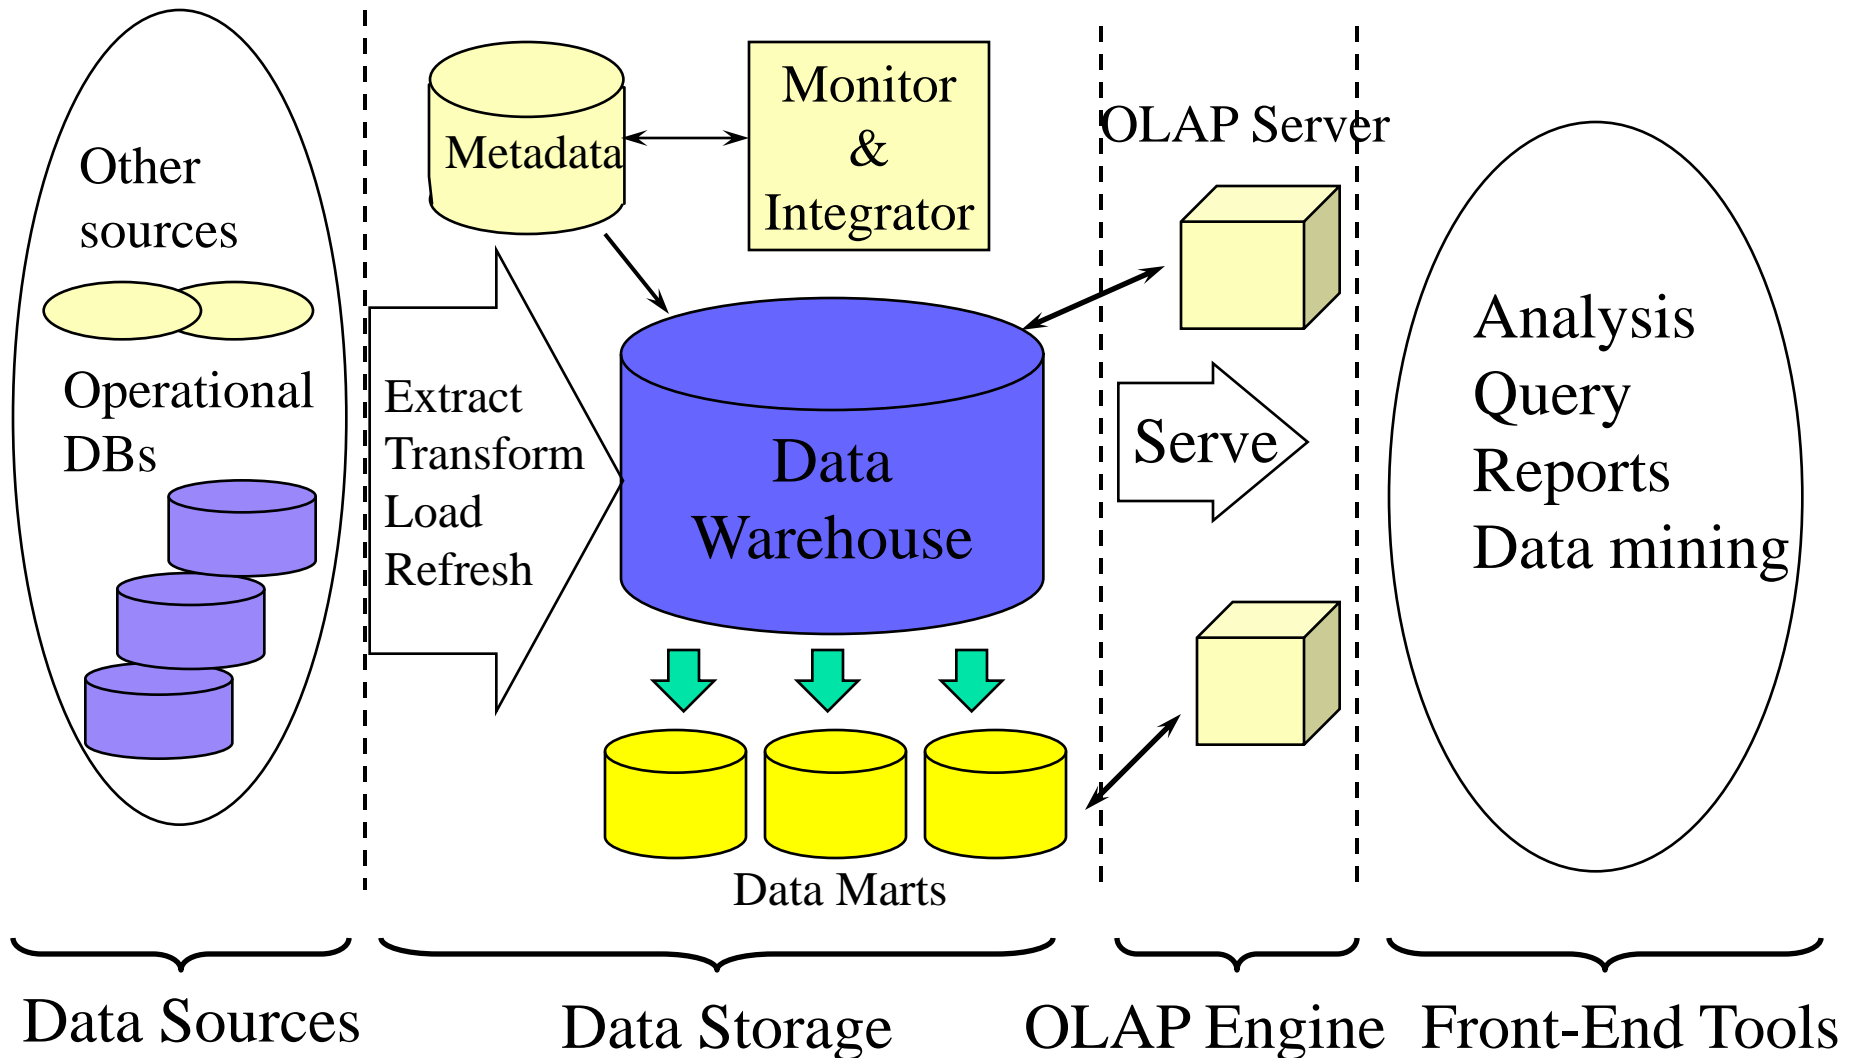 Other
sources
Operational
DBs
Metadata
Monitor
&
Integrator
Extract
Transform
Load
Refresh
Data
Warehouse
Data Marts
OLAP Server
Serve
Analysis
Query
Reports
Data mining
Data Sources
Data Storage
OLAP Engine
Front-End Tools